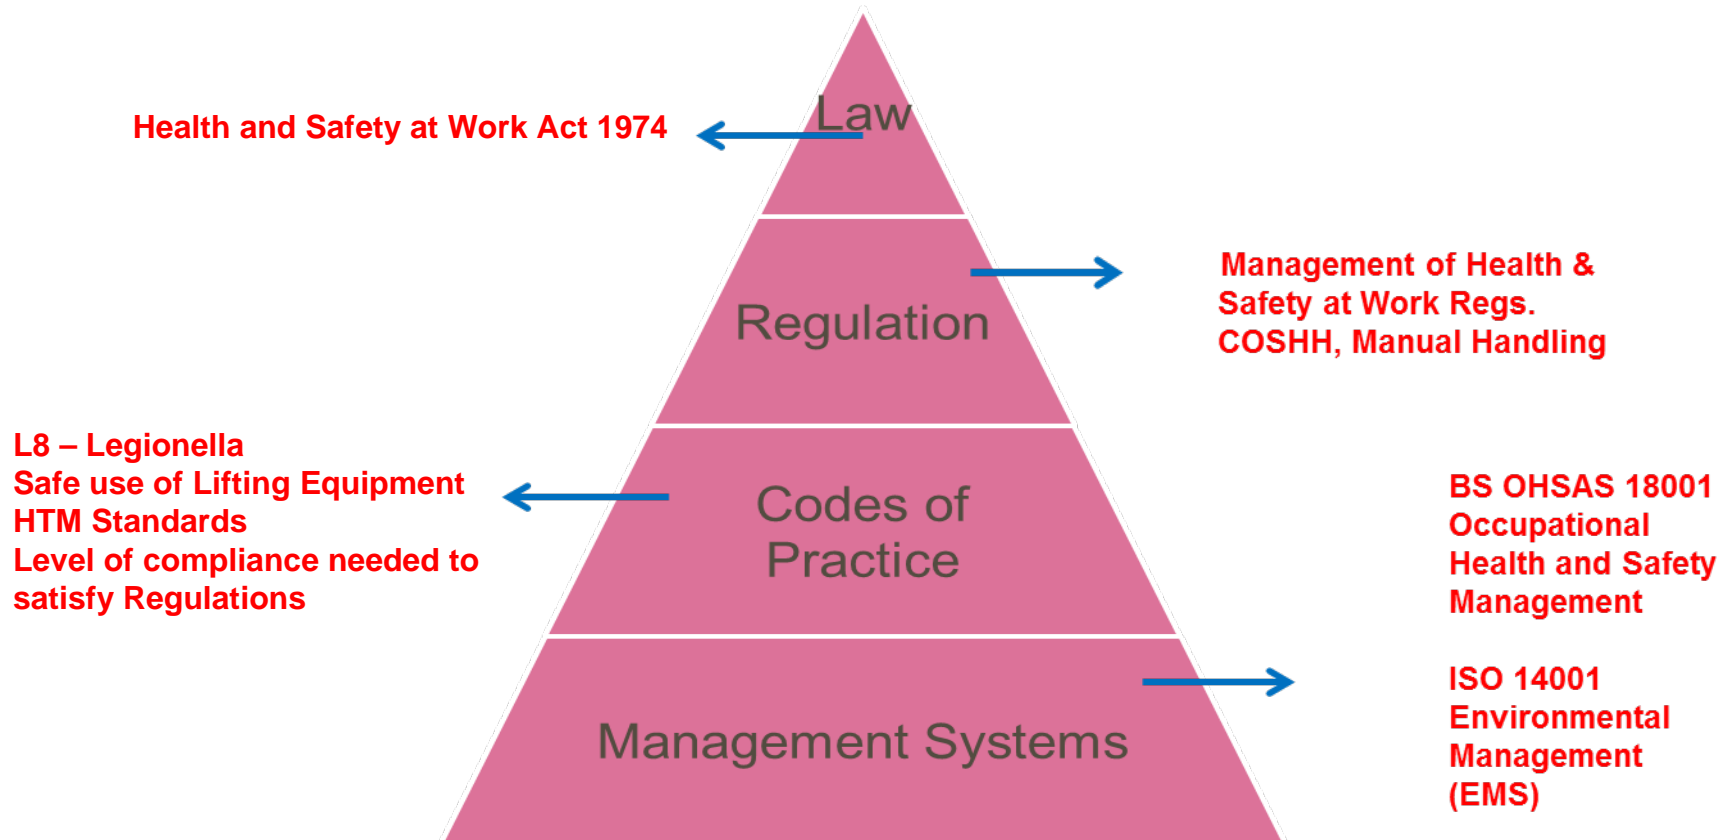 Law
Health and Safety at Work Act 1974
Regulation
Management of Health &
Safety at Work Regs.
COSHH, Manual Handling
L8 – Legionella
Safe use of Lifting Equipment
HTM Standards
Level of compliance needed to
satisfy Regulations
Codes of
Practice
BS OHSAS 18001
Occupational
Health and Safety
Management
ISO 14001
Environmental
Management
(EMS)
Management Systems